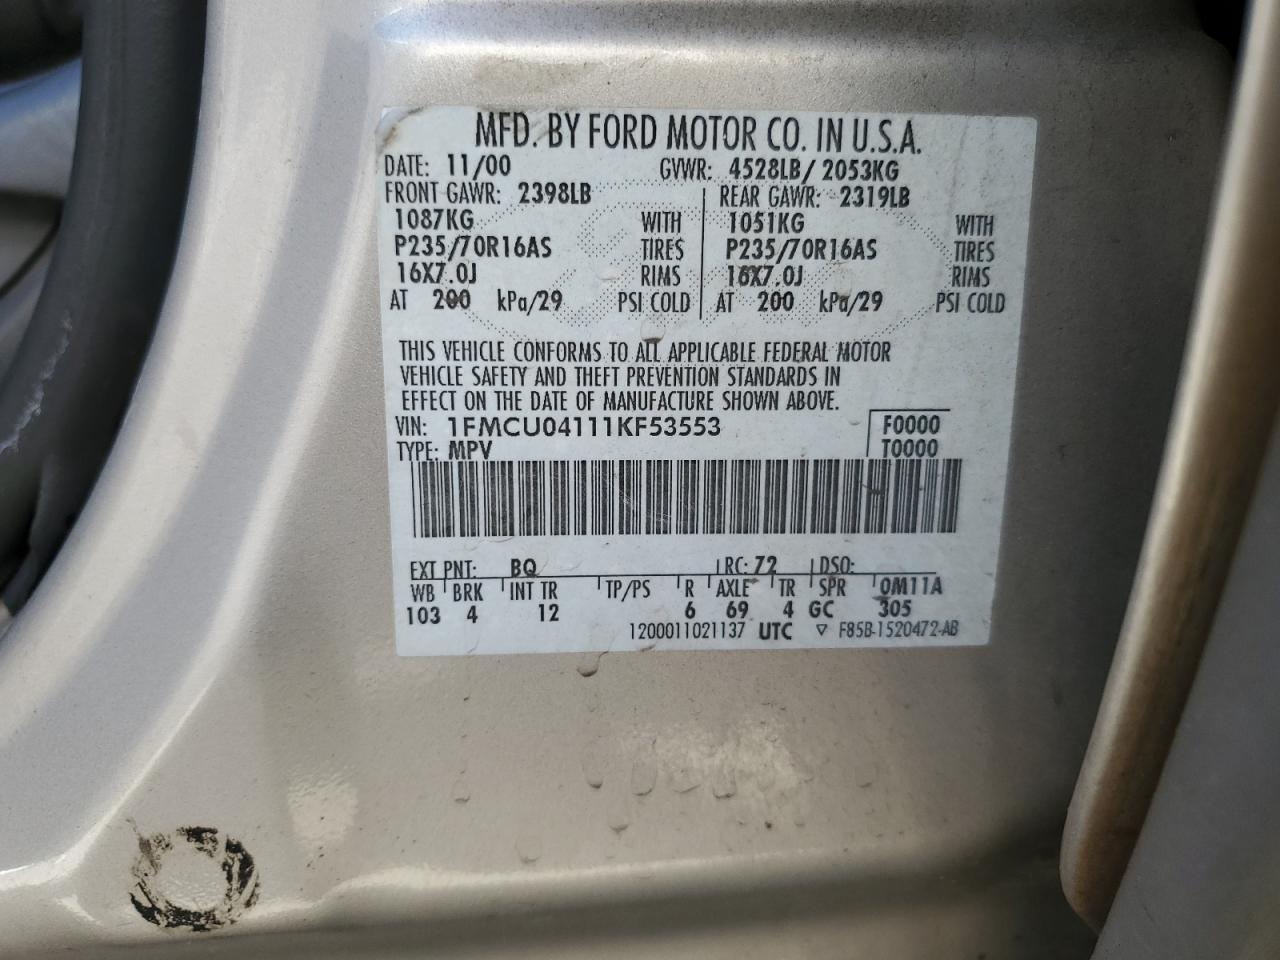 MFD. BY FORD MOTOR CO. IN U.S.A.
DATE: 11/00 GVWR: 4528LB/ 2053KG
FRONT GAWR: 2398LB REAR GAWR: 2319LB
1087KG WITH 1051KG WITH
P235/70R16AS TIRES P235/70R16AS TIRES
16X7.0J RIMS 16X7.0J RIMS
AT 200 kPa/29 PSI COLD AT 200 kPa/29 PSI COLD
THIS VEHICLE CONFORMS TO ALL APPLICABLE FEDERAL MOTOR
VEHICLE SAFETY AND THEFT PREVENTION STANDARDS IN
EFFECT ON THE DATE OF MANUFACTURE SHOWN ABOVE.
VIN: 1FMCU04111KF53553 F0000
TYPE: MPV T0000
EXT PNT: BQ RC: 72 DSO:
WB BRK INT TR TP/PS R AXLE TR SPR 0M11A
103 4 12 6 69 4 GC 305
1200011021137 UTC ▽ F85B-1520472-AB